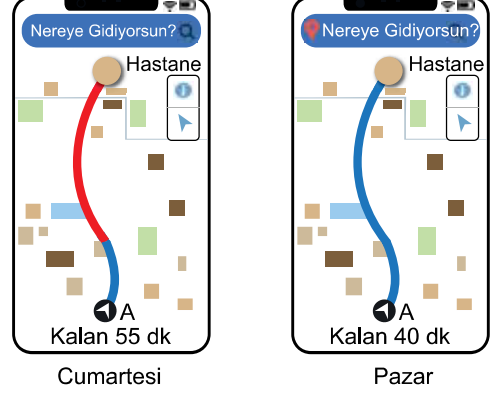 Nereye Gidiyorsun?
Hastane
A
Kalan 55 dk
Cumartesi
Nereye Gidiyorsun?
Hastane
A
Kalan 40 dk
Pazar